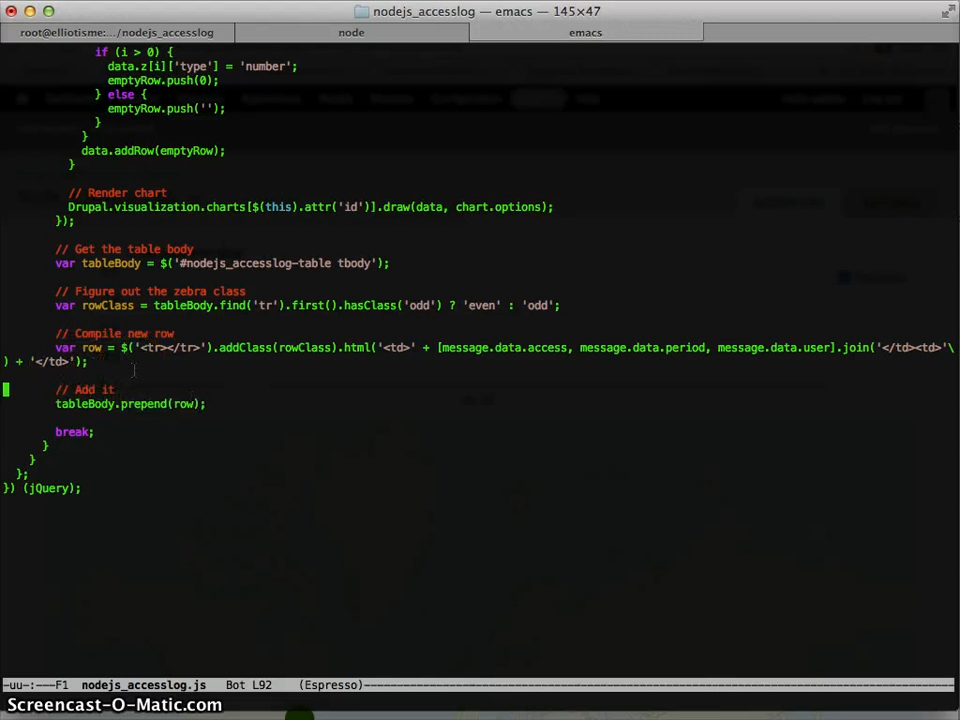 nodejs_accesslog — emacs — 145×47
root@elliotisme:.../nodejs_accesslog node emacs
if (i > 0) {
data.z[i]['type'] = 'number';
emptyRow.push(0);
} else {
emptyRow.push('');
}
}
data.addRow(emptyRow);
}
// Render chart
Drupal.visualization.charts[$(this).attr('id')].draw(data, chart.options);
});
// Get the table body
var tableBody = $('#nodejs_accesslog-table tbody');
// Figure out the zebra class
var rowClass = tableBody.find('tr').first().hasClass('odd') ? 'even' : 'odd';
// Compile new row
var row = $('<tr></tr>').addClass(rowClass).html('<td>' + [message.data.access, message.data.period, message.data.user].join('</td><td>'\
) + '</td>');
// Add it
tableBody.prepend(row);
break;
}
}
};
}) (jQuery);
-uu-:---F1 nodejs_accesslog.js Bot L92 (Espresso)
Screencast-O-Matic.com